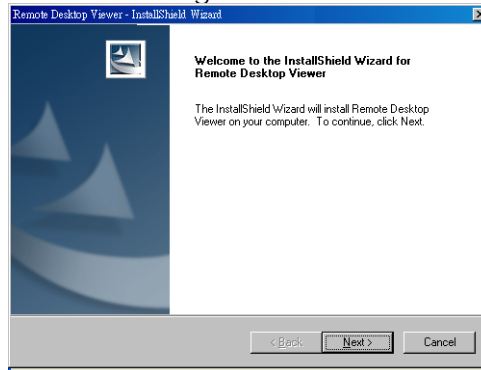 Remote Desktop Viewer - InstallShield Wizard
Welcome to the InstallShield Wizard for
Remote Desktop Viewer
The InstallShield Wizard will install Remote Desktop
Viewer on your computer. To continue, click Next.
< Back Next > Cancel